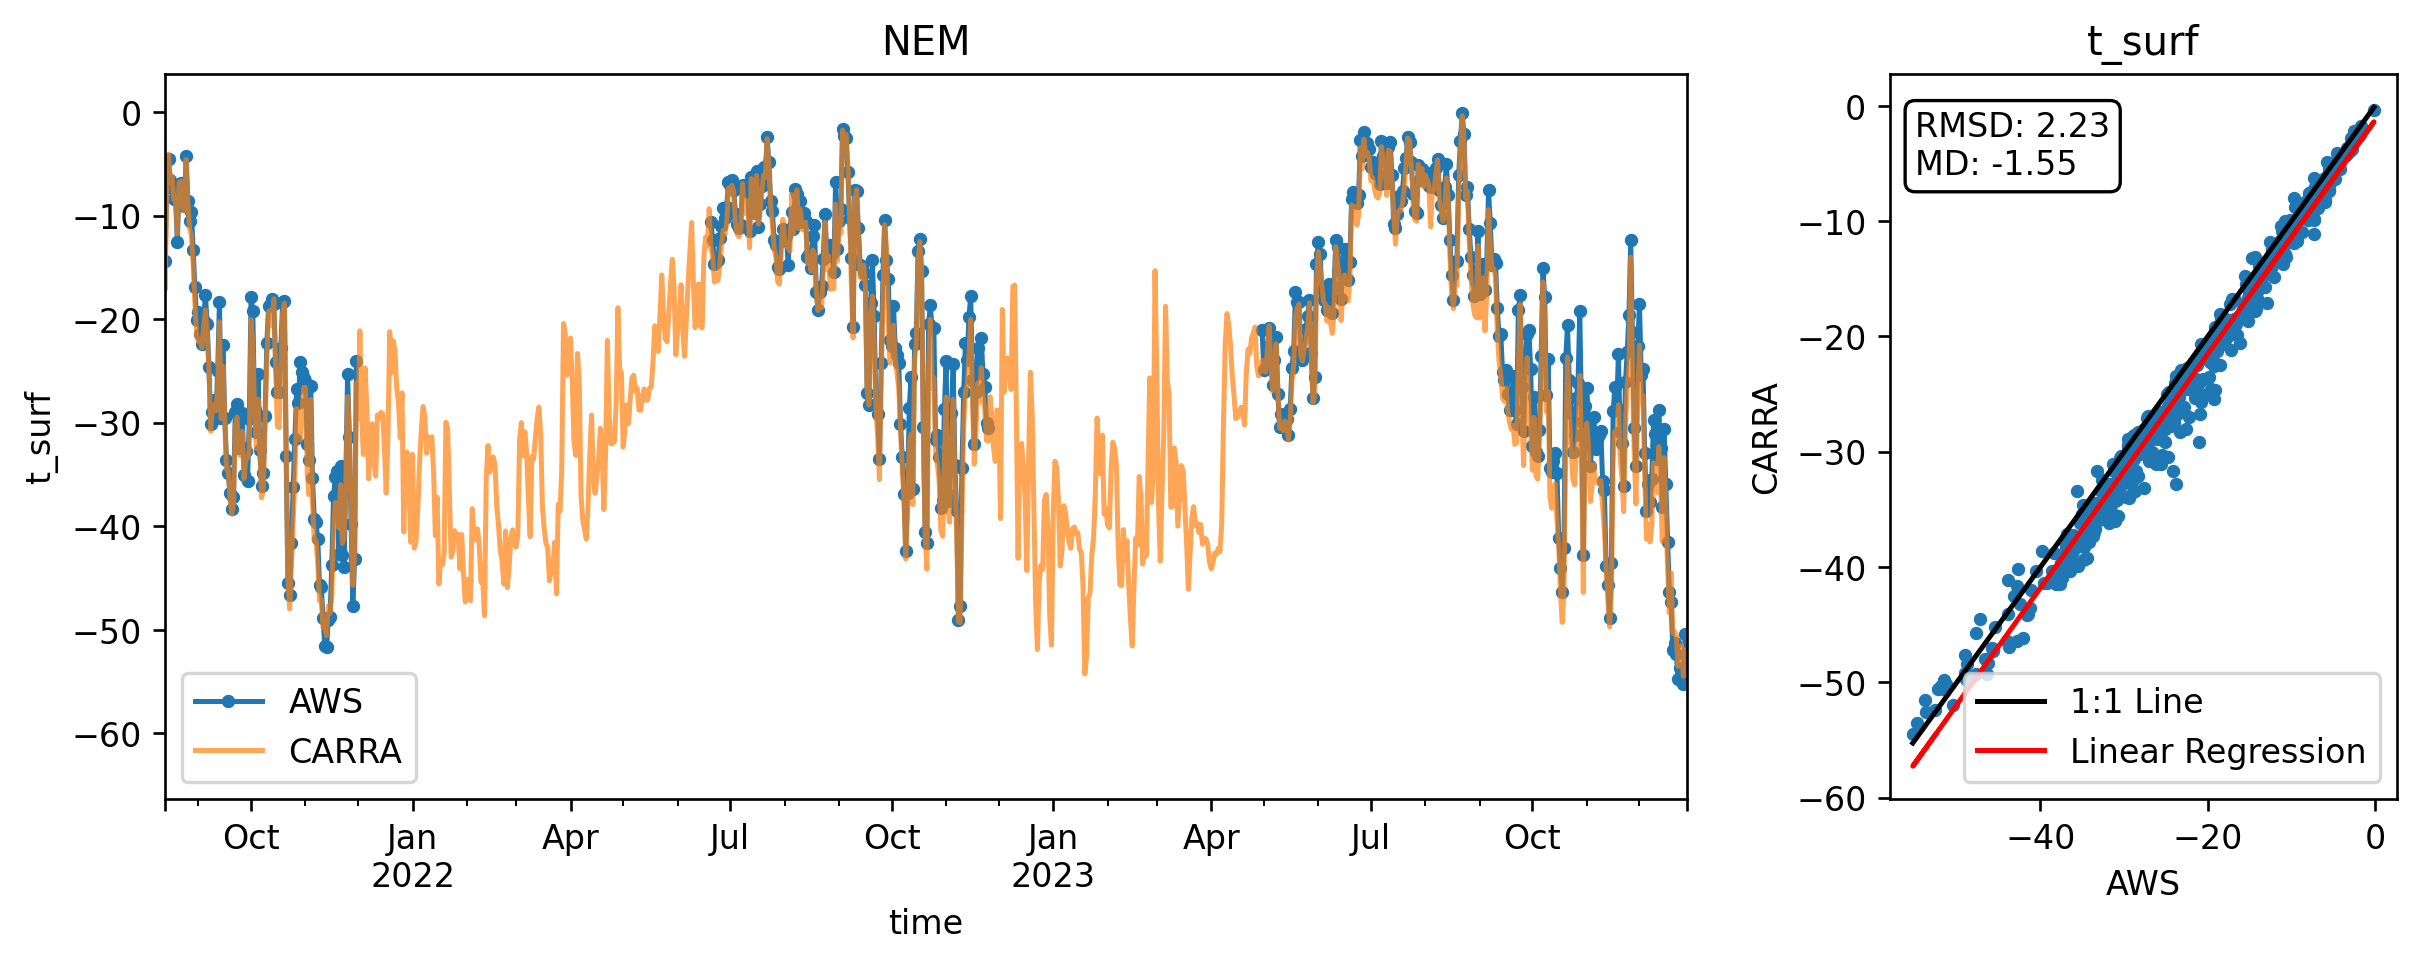 NEM
t_surf
0
−10
−20
−30
−40
−50
−60
AWS
CARRA
Oct
Jan
2022
Apr
Jul
Oct
Jan
2023
Apr
Jul
Oct
time
t_surf
CARRA
0
−10
−20
−30
−40
−50
−60
RMSD: 2.23
MD: -1.55
1:1 Line
Linear Regression
−40
−20
0
AWS